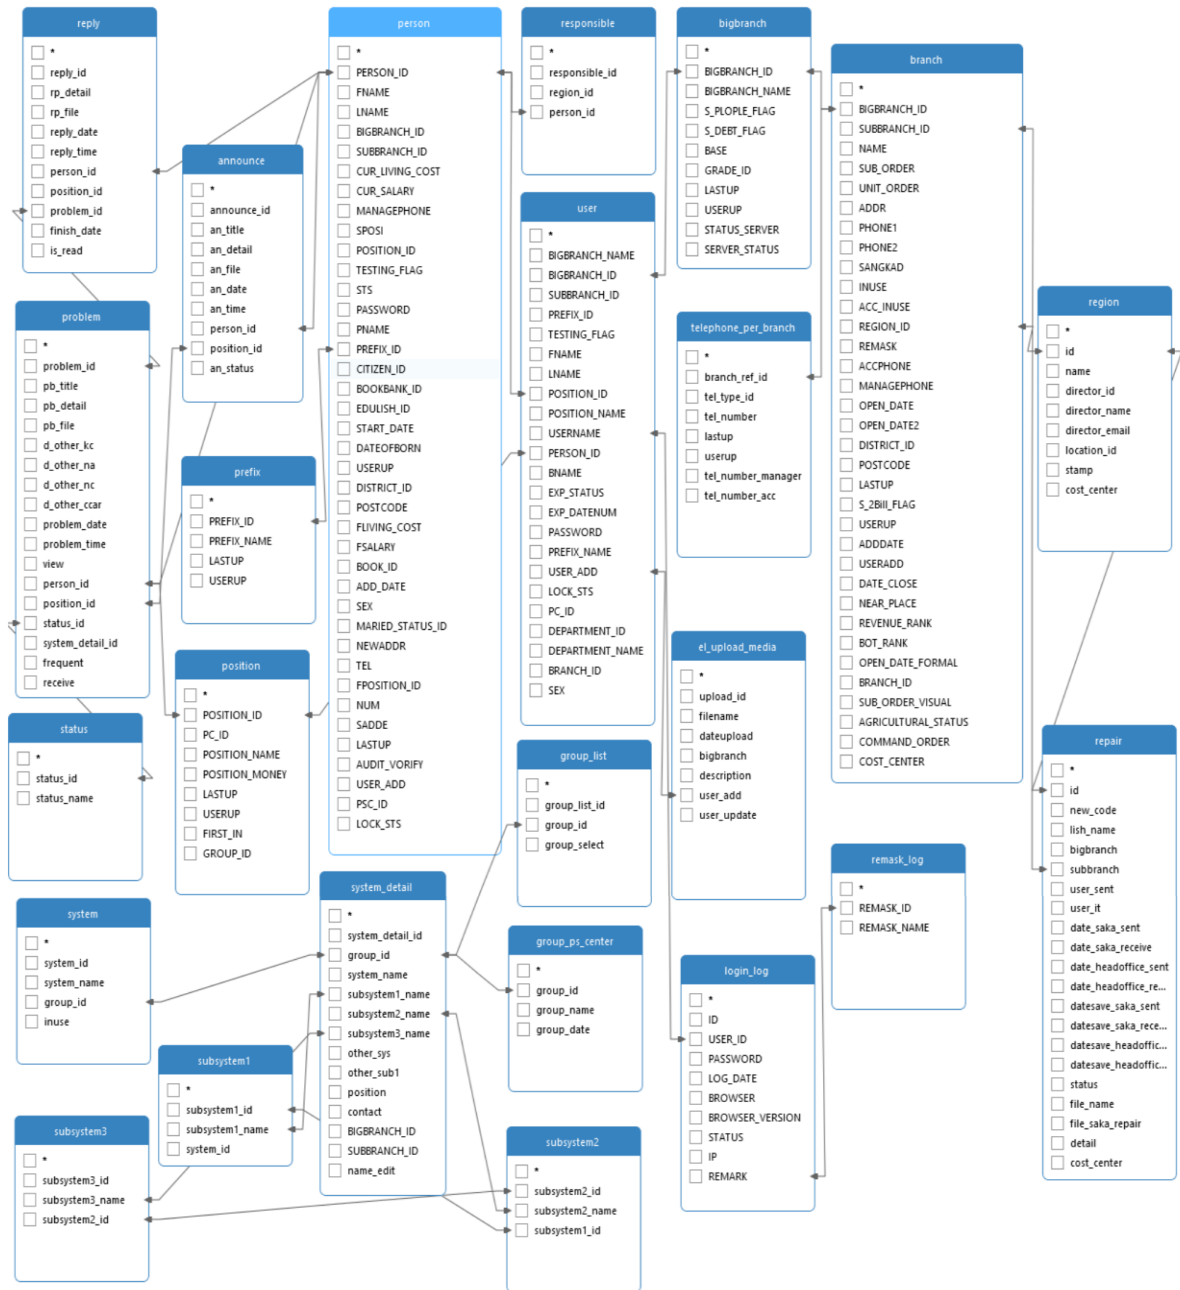 reply
*
reply_id
rp_detail
rp_file
reply_date
reply_time
person_id
position_id
problem_id
finish_date
is_read
problem
*
problem_id
pb_title
pb_detail
pb_file
d_other_kc
d_other_na
d_other_nc
d_other_ccar
problem_date
problem_time
view
person_id
position_id
status_id
system_detail_id
frequent
receive
status
*
status_id
status_name
system
*
system_id
system_name
group_id
inuse
subsystem3
*
subsystem3_id
subsystem3_name
subsystem2_id
announce
*
announce_id
an_title
an_detail
an_file
an_date
an_time
person_id
position_id
an_status
prefix
*
PREFIX_ID
PREFIX_NAME
LASTUP
USERUP
position
*
POSITION_ID
PC_ID
POSITION_NAME
POSITION_MONEY
LASTUP
USERUP
FIRST_IN
GROUP_ID
subsystem1
*
subsystem1_id
subsystem1_name
system_id
person
*
PERSON_ID
FNAME
LNAME
BIGBRANCH_ID
SUBBRANCH_ID
CUR_LIVING_COST
CUR_SALARY
MANAGEPHONE
SPOSI
POSITION_ID
TESTING_FLAG
STS
PASSWORD
PNAME
PREFIX_ID
CITIZEN_ID
BOOKBANK_ID
EDULISH_ID
START_DATE
DATEOFBORN
USERUP
DISTRICT_ID
POSTCODE
FLIVING_COST
FSALARY
BOOK_ID
ADD_DATE
SEX
MARIED_STATUS_ID
NEWADDR
TEL
FPOSITION_ID
NUM
SADDE
LASTUP
AUDIT_VORIFY
USER_ADD
PSC_ID
LOCK_STS
system_detail
*
system_detail_id
group_id
system_name
subsystem1_name
subsystem2_name
subsystem3_name
other_sys
other_sub1
position
contact
BIGBRANCH_ID
SUBBRANCH_ID
name_edit
responsible
*
responsible_id
region_id
person_id
user
*
BIGBRANCH_NAME
BIGBRANCH_ID
SUBBRANCH_ID
PREFIX_ID
TESTING_FLAG
FNAME
LNAME
POSITION_ID
POSITION_NAME
USERNAME
PERSON_ID
BNAME
EXP_STATUS
EXP_DATENUM
PASSWORD
PREFIX_NAME
USER_ADD
LOCK_STS
PC_ID
DEPARTMENT_ID
DEPARTMENT_NAME
BRANCH_ID
SEX
group_list
*
group_list_id
group_id
group_select
group_ps_center
*
group_id
group_name
group_date
subsystem2
*
subsystem2_id
subsystem2_name
subsystem1_id
bigbranch
*
BIGBRANCH_ID
BIGBRANCH_NAME
S_PLOPLE_FLAG
S_DEBT_FLAG
BASE
GRADE_ID
LASTUP
USERUP
STATUS_SERVER
SERVER_STATUS
telephone_per_branch
*
branch_ref_id
tel_type_id
tel_number
lastup
userup
tel_number_manager
tel_number_acc
el_upload_media
*
upload_id
filename
dateupload
bigbranch
description
user_add
user_update
login_log
*
ID
USER_ID
PASSWORD
LOG_DATE
BROWSER
BROWSER_VERSION
STATUS
IP
REMARK
branch
*
BIGBRANCH_ID
SUBBRANCH_ID
NAME
SUB_ORDER
UNIT_ORDER
ADDR
PHONE1
PHONE2
SANGKAD
INUSE
ACC_INUSE
REGION_ID
REMASK
ACCPHONE
MANAGEPHONE
OPEN_DATE
OPEN_DATE2
DISTRICT_ID
POSTCODE
LASTUP
S_2Bill_FLAG
USERUP
ADDDATE
USERADD
DATE_CLOSE
NEAR_PLACE
REVENUE_RANK
BOT_RANK
OPEN_DATE_FORMAL
BRANCH_ID
SUB_ORDER_VISUAL
AGRICULTURAL_STATUS
COMMAND_ORDER
COST_CENTER
remask_log
*
REMASK_ID
REMASK_NAME
region
*
id
name
director_id
director_name
director_email
location_id
stamp
cost_center
repair
*
id
new_code
lish_name
bigbranch
subbranch
user_sent
user_it
date_saka_sent
date_saka_receive
date_headoffice_sent
date_headoffice_re...
datesave_saka_sent
datesave_saka_rece...
datesave_headoffic...
datesave_headoffic...
status
file_name
file_saka_repair
detail
cost_center